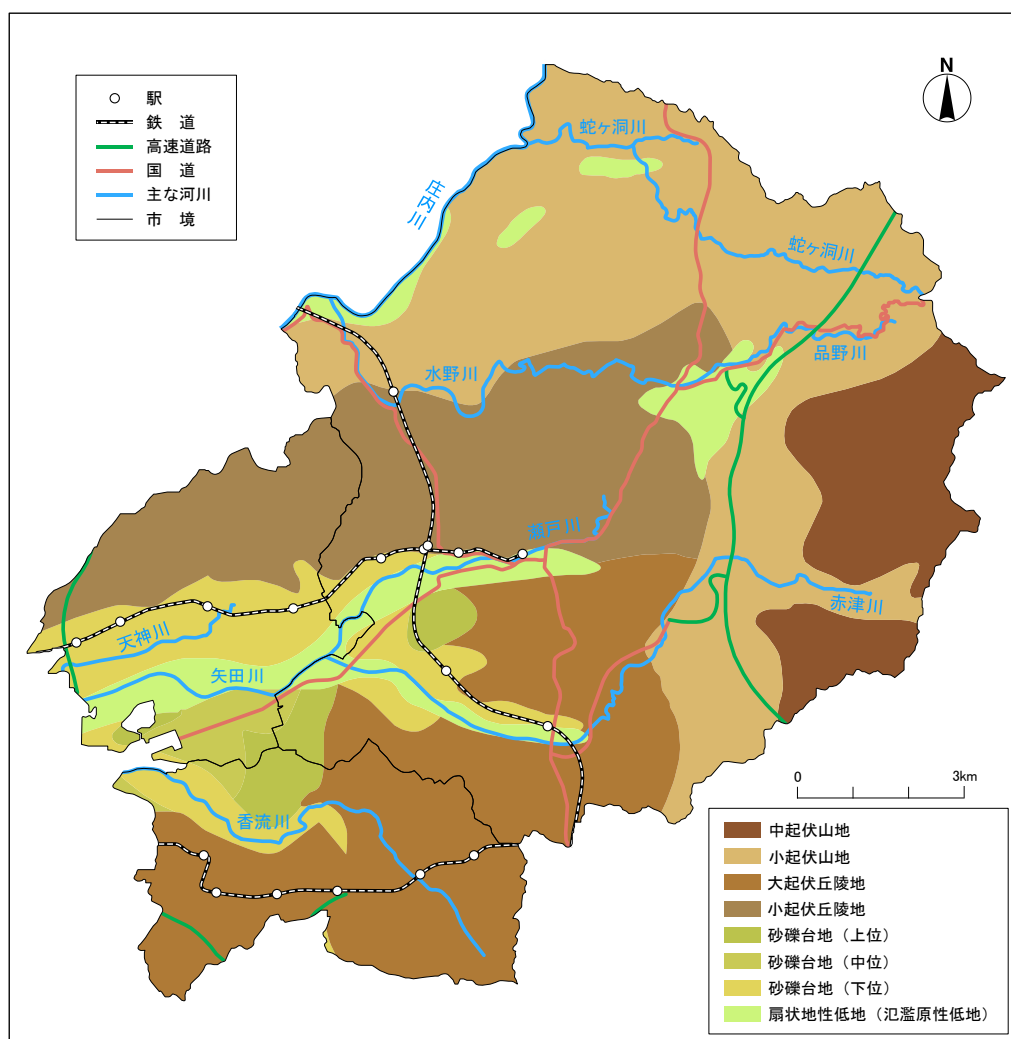 駅
鉄　道
高速道路
国　道
主な河川
市　境
N
蛇ヶ洞川
庄内川
蛇ヶ洞川
品野川
水野川
瀬戸川
赤津川
天神川
矢田川
香流川
0 3km
中起伏山地
小起伏山地
大起伏丘陵地
小起伏丘陵地
砂礫台地（上位）
砂礫台地（中位）
砂礫台地（下位）
扇状地性低地（氾濫原性低地）